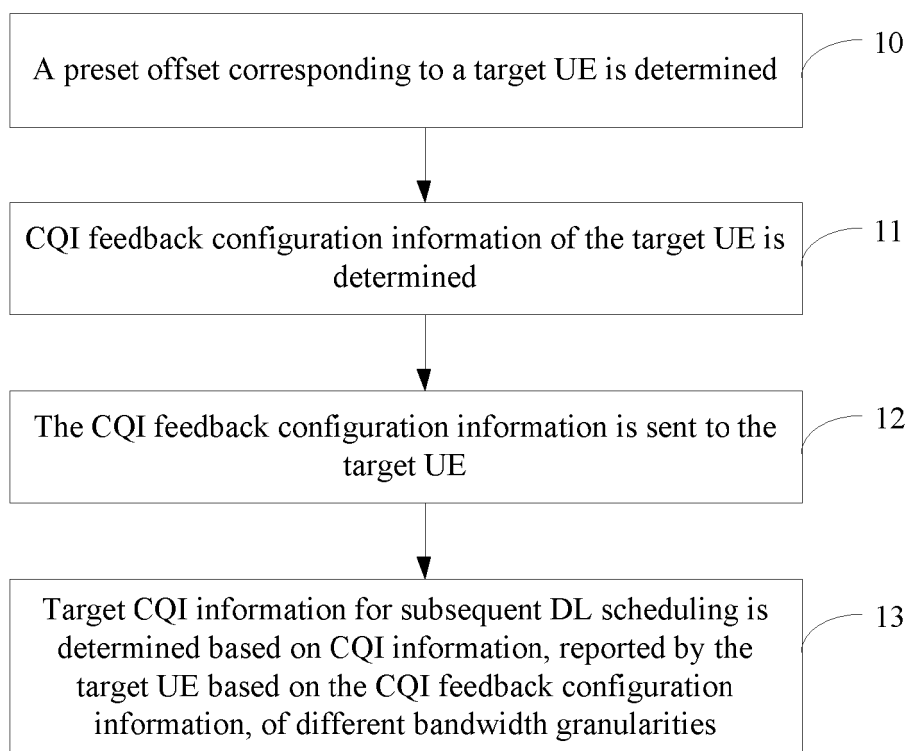 A preset offset corresponding to a target UE is determined
10
CQI feedback configuration information of the target UE is
determined
11
The CQI feedback configuration information is sent to the
target UE
12
Target CQI information for subsequent DL scheduling is
determined based on CQI information, reported by the
target UE based on the CQI feedback configuration
information, of different bandwidth granularities
13